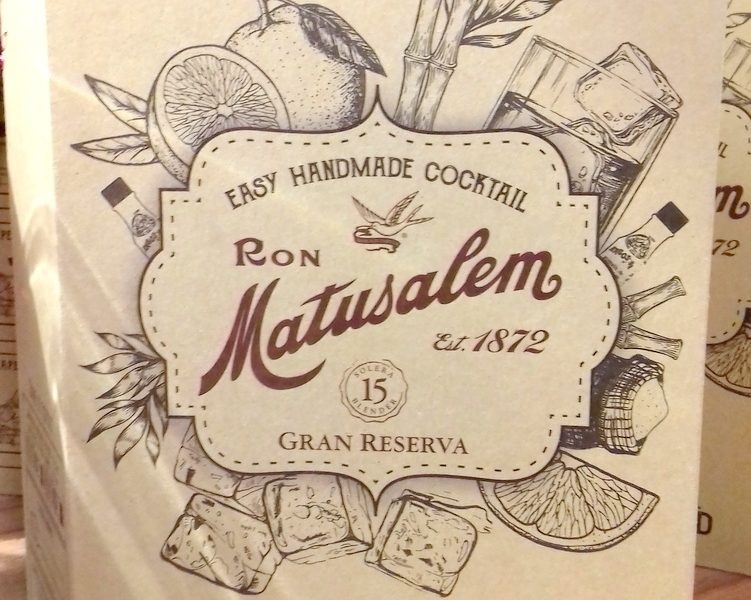 EASY HANDMADE COCKTAIL
RON
Matusalem
Est. 1872
SOLERA
15
BLENDER
GRAN RESERVA